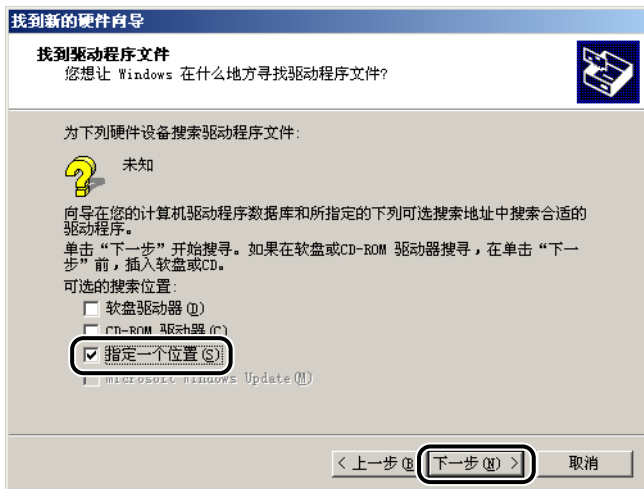 找到新的硬件向导
找到驱动程序文件
您想让 Windows 在什么地方寻找驱动程序文件?
为下列硬件设备搜索驱动程序文件:
未知
向导在您的计算机驱动程序数据库和所指定的下列可选搜索地址中搜索合适的
驱动程序。
单击“下一步”开始搜寻。如果在软盘或CD-ROM 驱动器搜寻，在单击“下一
步”前，插入软盘或CD。
可选的搜索位置:
软盘驱动器(D)
CD-ROM 驱动器(C)
指定一个位置(S)
Microsoft Windows Update(M)
< 上一步(B 下一步(N) > 取消